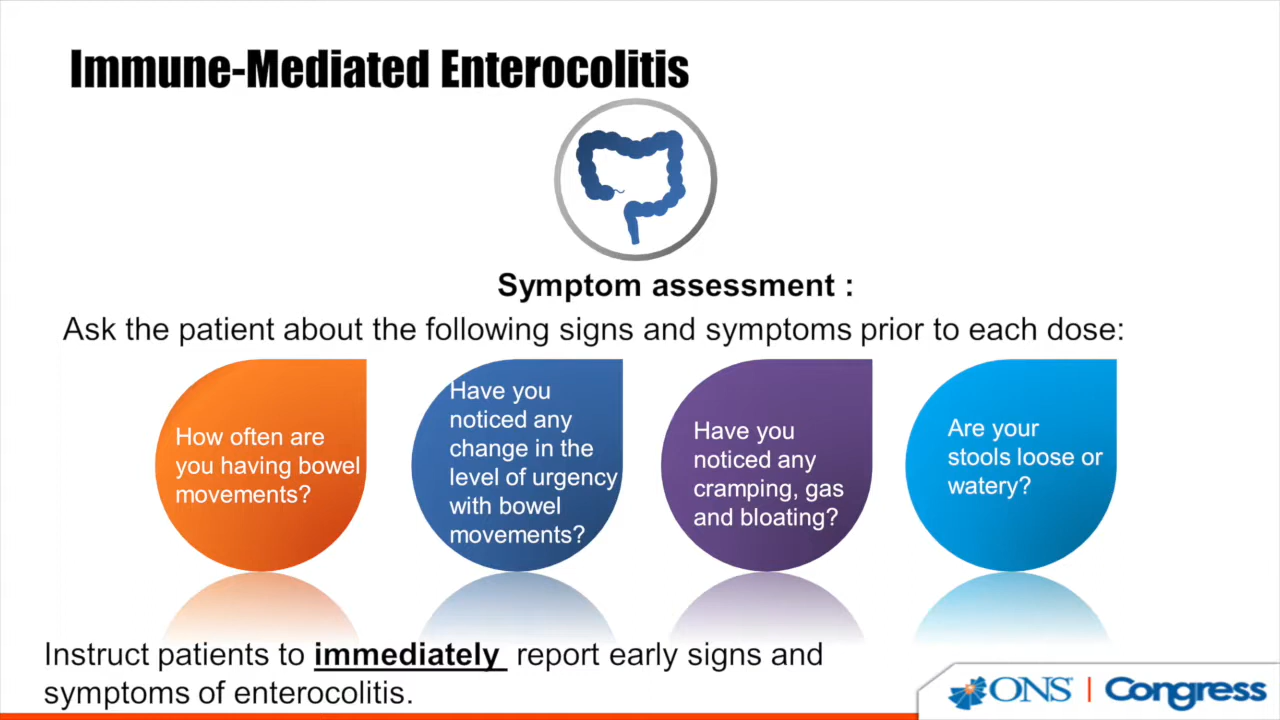 Immune-Mediated Enterocolitis
Symptom assessment :
Ask the patient about the following signs and symptoms prior to each dose:
How often are
you having bowel
movements?
Have you
noticed any
change in the
level of urgency
with bowel
movements?
Have you
noticed any
cramping, gas
and bloating?
Are your
stools loose or
watery?
Instruct patients to immediately report early signs and
symptoms of enterocolitis.
ONS | Congress